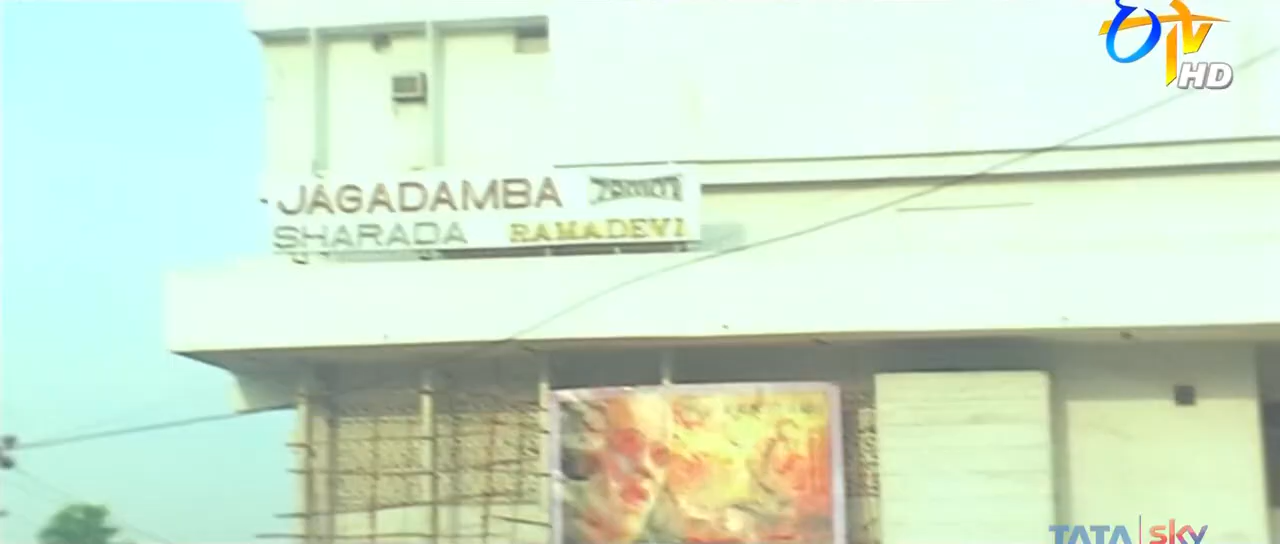 ETV
HD
JAGADAMBA
SHARADA RAMADEVI
TATA sky